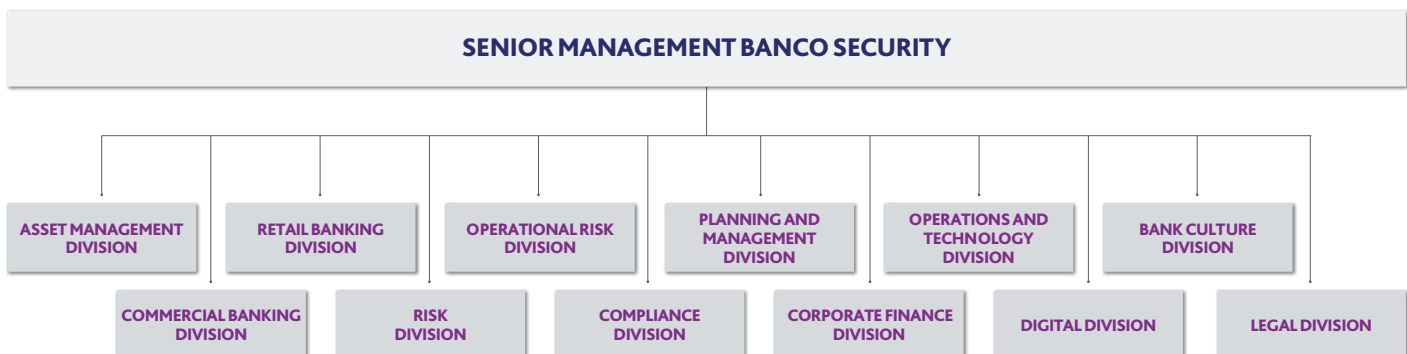 SENIOR MANAGEMENT BANCO SECURITY
ASSET MANAGEMENT
DIVISION
RETAIL BANKING
DIVISION
OPERATIONAL RISK
DIVISION
PLANNING AND
MANAGEMENT
DIVISION
OPERATIONS AND
TECHNOLOGY
DIVISION
BANK CULTURE
DIVISION
COMMERCIAL BANKING
DIVISION
RISK
DIVISION
COMPLIANCE
DIVISION
CORPORATE FINANCE
DIVISION
DIGITAL DIVISION
LEGAL DIVISION